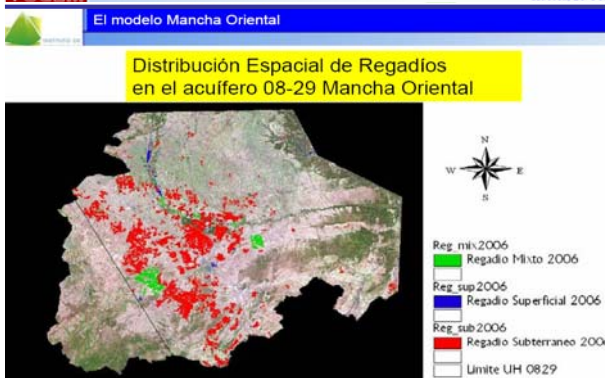 El modelo Mancha Oriental
Distribución Espacial de Regadíos
en el acuífero 08-29 Mancha Oriental
N
W
E
S
Reg_mix2006
Regadio Mixto 2006
Reg_sup2006
Regadio Superficial 2006
Reg_sub2006
Regadio Subterraneo 200
Limite UH 0829